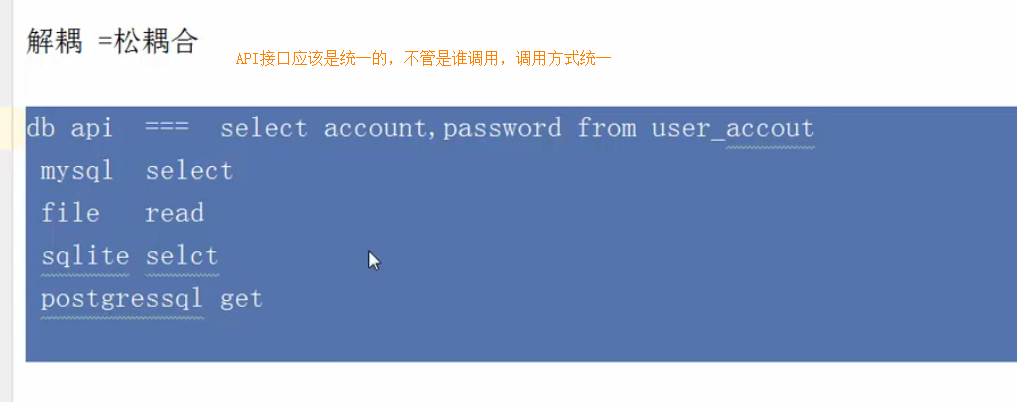 解耦 =松耦合
API接口应该是统一的，不管是谁调用，调用方式统一
db api === select account,password from user_accout
mysql select
file read
sqlite selct
postgressql get